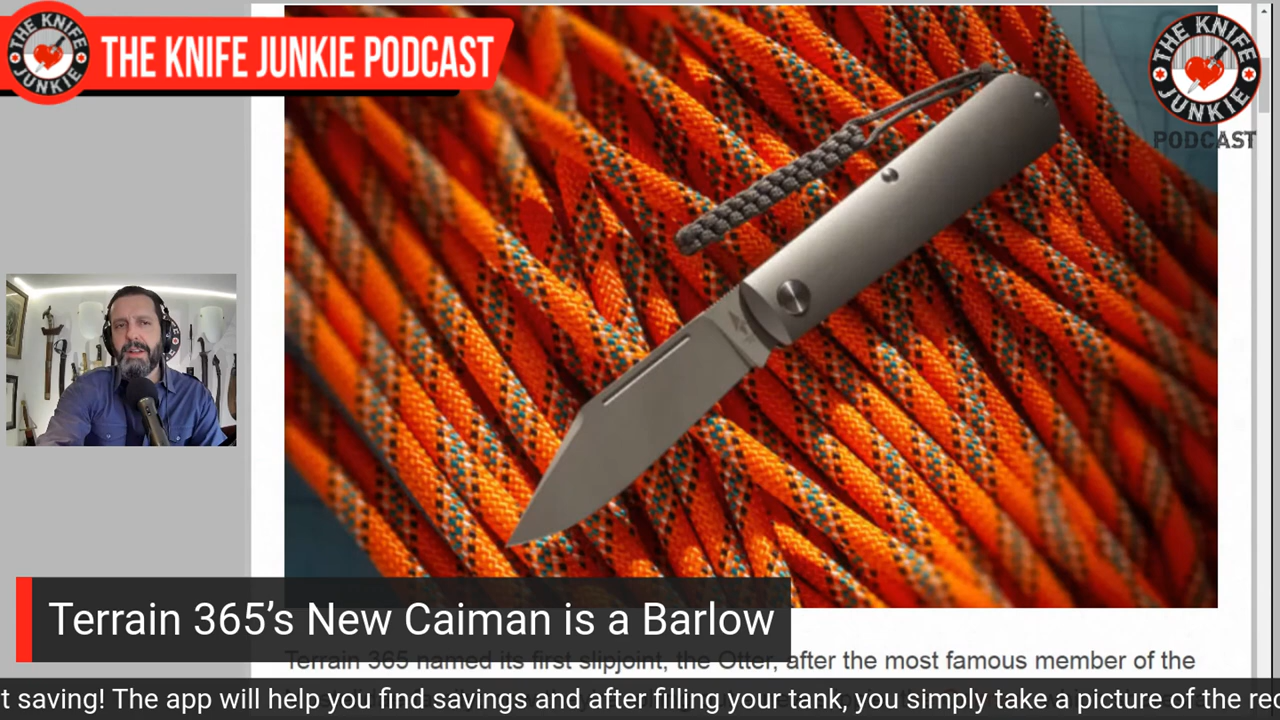 THE KNIFE JUNKIE
THE KNIFE JUNKIE PODCAST
THE KNIFE JUNKIE
PODCAST
Terrain 365’s New Caiman is a Barlow
Terrain 365 named its first slipjoint, the Otter, after the most famous member of the
t saving! The app will help you find savings and after filling your tank, you simply take a picture of the rec